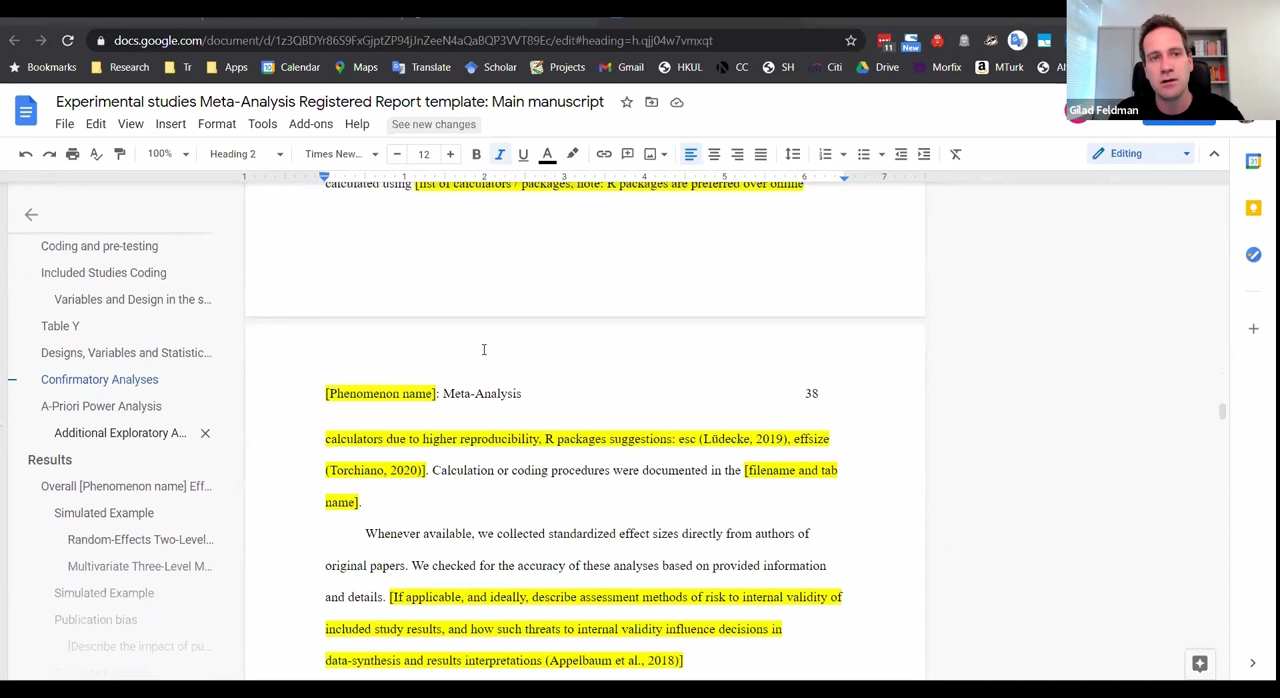 docs.google.com/document/d/1z3QBDYr86S9FxGjptZP94jJnZeeN4aQaBQP3VVT89Ec/edit#heading=h.qjj04w7vmxqt
11
New
Bookmarks Research Tr Apps Calendar Maps Translate Scholar Projects Gmail HKUL CC SH Citi Drive Morfix MTurk
Gilad Feldman
Experimental studies Meta-Analysis Registered Report template: Main manuscript
File Edit View Insert Format Tools Add-ons Help See new changes
100% Heading 2 Times New... 12 B I U A Editing
1 1 2 3 4 5 6 7
calculated using [list of calculators / packages, note: R packages are preferred over online
Coding and pre-testing
Included Studies Coding
Variables and Design in the s...
Table Y
Designs, Variables and Statistic...
Confirmatory Analyses
A-Priori Power Analysis
Additional Exploratory A...
Results
Overall [Phenomenon name] Eff...
Simulated Example
Random-Effects Two-Level...
Multivariate Three-Level M...
Simulated Example
Publication bias
[Describe the impact of pu...
[Phenomenon name]: Meta-Analysis 38
calculators due to higher reproducibility, R packages suggestions: esc (Lüdecke, 2019), effsize
(Torchiano, 2020)]. Calculation or coding procedures were documented in the [filename and tab
name].
Whenever available, we collected standardized effect sizes directly from authors of
original papers. We checked for the accuracy of these analyses based on provided information
and details. [If applicable, and ideally, describe assessment methods of risk to internal validity of
included study results, and how such threats to internal validity influence decisions in
data-synthesis and results interpretations (Appelbaum et al., 2018)]